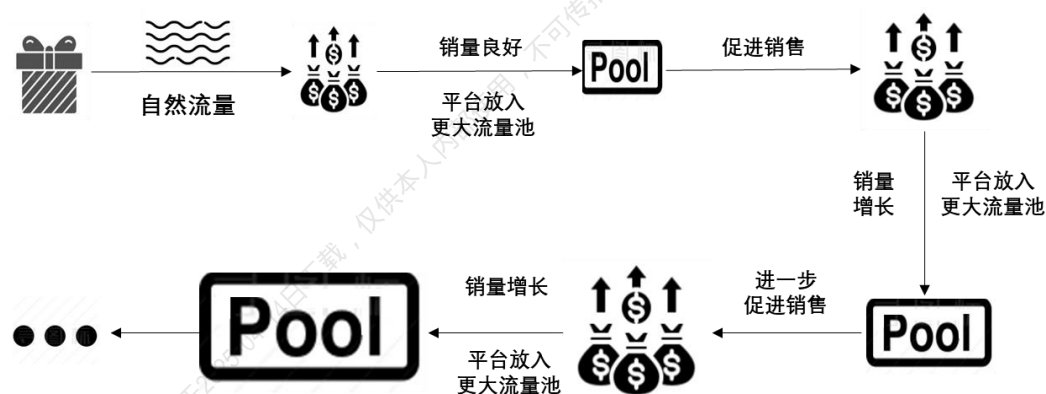 自然流量
销量良好
平台放入
更大流量池
Pool
促进销售
销量
增长
平台放入
更大流量池
Pool
进一步
促进销售
销量增长
平台放入
更大流量池
Pool